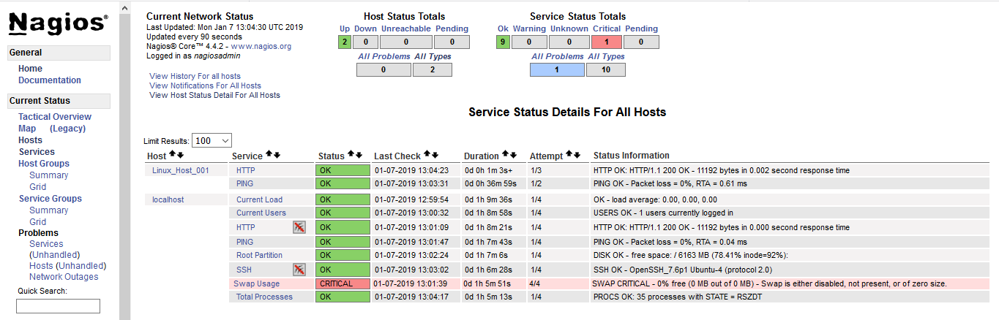 Nagios®
General
Home
Documentation
Current Status
Tactical Overview
Map (Legacy)
Hosts
Services
Host Groups
Summary
Grid
Service Groups
Summary
Grid
Problems
Services
(Unhandled)
Hosts (Unhandled)
Network Outages
Quick Search:
Current Network Status
Last Updated: Mon Jan 7 13:04:30 UTC 2019
Updated every 90 seconds
Nagios® Core™ 4.4.2 - www.nagios.org
Logged in as nagiosadmin
View History For all hosts
View Notifications For All Hosts
View Host Status Detail For All Hosts
Host Status Totals
Up Down Unreachable Pending
2 0 0 0
All Problems All Types
0 2
Service Status Totals
Ok Warning Unknown Critical Pending
9 0 0 1 0
All Problems All Types
1 10
Service Status Details For All Hosts
Limit Results: 100
Host Service Status Last Check Duration Attempt Status Information
Linux_Host_001 HTTP OK 01-07-2019 13:04:23 0d 0h 1m 3s+ 1/3 HTTP OK: HTTP/1.1 200 OK - 11192 bytes in 0.002 second response time
PING OK 01-07-2019 13:03:31 0d 0h 36m 59s 1/2 PING OK - Packet loss = 0%, RTA = 0.61 ms
localhost Current Load OK 01-07-2019 12:59:54 0d 1h 9m 36s 1/4 OK - load average: 0.00, 0.00, 0.00
Current Users OK 01-07-2019 13:00:32 0d 1h 8m 58s 1/4 USERS OK - 1 users currently logged in
HTTP OK 01-07-2019 13:01:09 0d 1h 8m 21s 1/4 HTTP OK: HTTP/1.1 200 OK - 11192 bytes in 0.000 second response time
PING OK 01-07-2019 13:01:47 0d 1h 7m 43s 1/4 PING OK - Packet loss = 0%, RTA = 0.04 ms
Root Partition OK 01-07-2019 13:02:24 0d 1h 7m 6s 1/4 DISK OK - free space: / 6163 MB (78.41% inode=92%):
SSH OK 01-07-2019 13:03:02 0d 1h 6m 28s 1/4 SSH OK - OpenSSH_7.6p1 Ubuntu-4 (protocol 2.0)
Swap Usage CRITICAL 01-07-2019 13:01:39 0d 1h 5m 51s 4/4 SWAP CRITICAL - 0% free (0 MB out of 0 MB) - Swap is either disabled, not present, or of zero size.
Total Processes OK 01-07-2019 13:04:17 0d 1h 5m 13s 1/4 PROCS OK: 35 processes with STATE = RSZDT